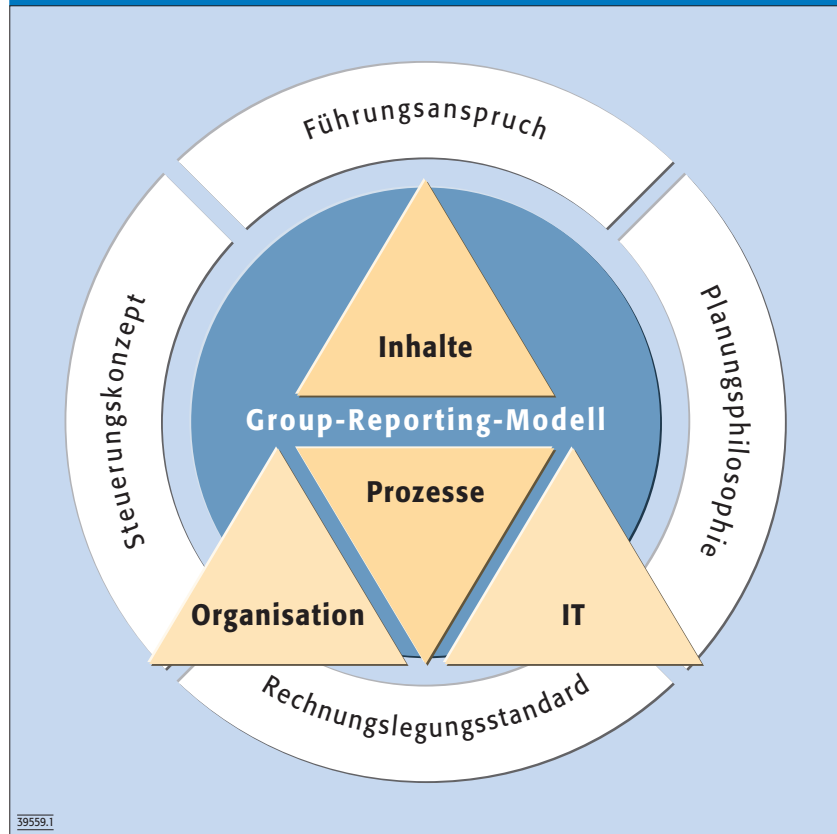 Führungsanspruch
Steuerungskonzept
Planungsphilosophie
Inhalte
Group-Reporting-Modell
Prozesse
Organisation
IT
Rechnungslegungsstandard
39559.1